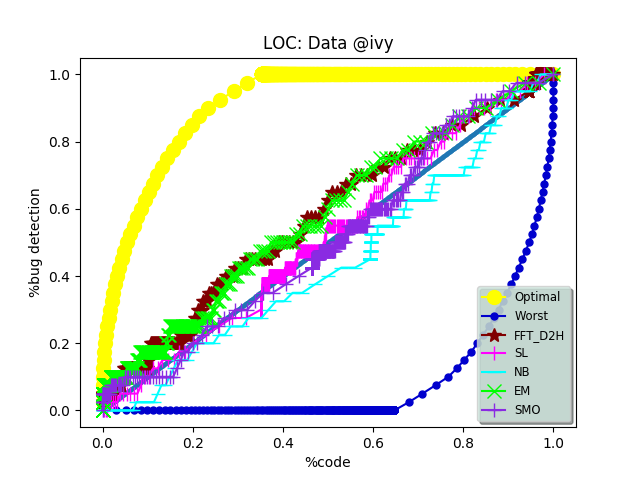 LOC: Data @ivy
1.0
0.8
0.6
0.4
0.2
0.0
%bug detection
0.0 0.2 0.4 0.6 0.8 1.0
%code
Optimal
Worst
FFT_D2H
SL
NB
EM
SMO